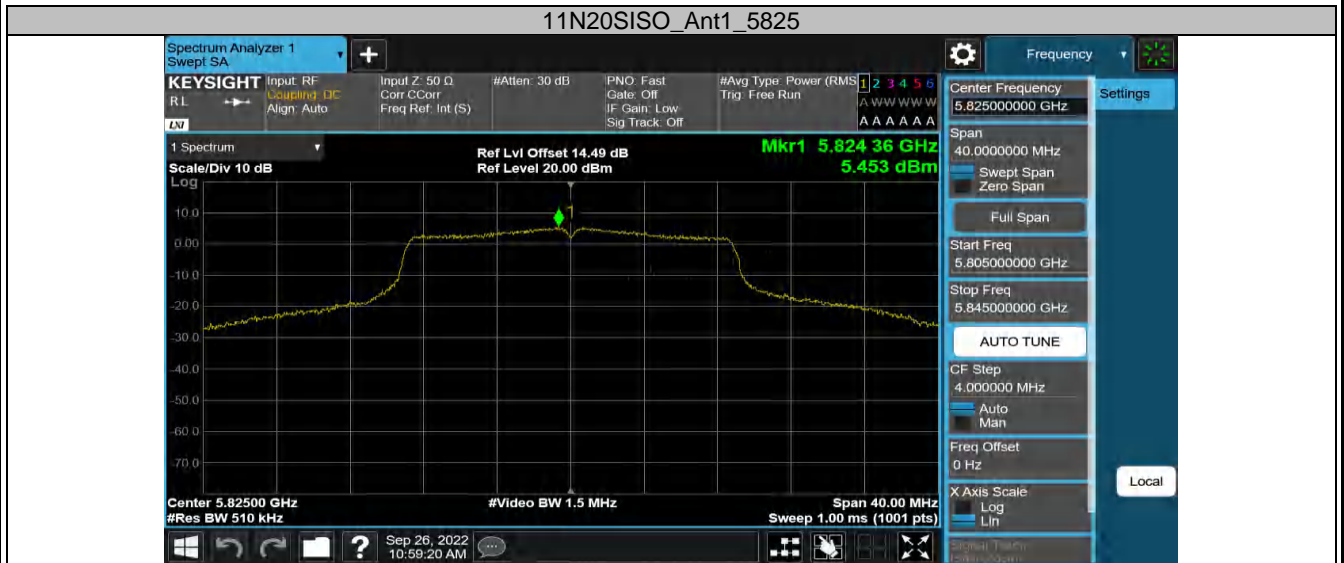 11N20SISO_Ant1_5825
Spectrum Analyzer 1
Swept SA
+
Frequency
KEYSIGHT
RL
LXI
Input: RF
Coupling: DC
Align: Auto
Input Z: 50 Ω
Corr CCorr
Freq Ref: Int (S)
#Atten: 30 dB
PNO: Fast
Gate: Off
IF Gain: Low
Sig Track: Off
#Avg Type: Power (RMS
Trig: Free Run
1 2 3 4 5 6
A WW WW W
A A A A A A
1 Spectrum
Scale/Div 10 dB
Log
Ref Lvl Offset 14.49 dB
Ref Level 20.00 dBm
Mkr1 5.824 36 GHz
5.453 dBm
1
10.0
0.00
-10.0
-20.0
-30.0
-40.0
-50.0
-60.0
-70.0
Center 5.82500 GHz
#Res BW 510 kHz
#Video BW 1.5 MHz
Span 40.00 MHz
Sweep 1.00 ms (1001 pts)
Center Frequency
5.825000000 GHz
Settings
Span
40.0000000 MHz
Swept Span
Zero Span
Full Span
Start Freq
5.805000000 GHz
Stop Freq
5.845000000 GHz
AUTO TUNE
CF Step
4.000000 MHz
Auto
Man
Freq Offset
0 Hz
X Axis Scale
Log
Lin
Signal Track
Local
?
Sep 26, 2022
10:59:20 AM